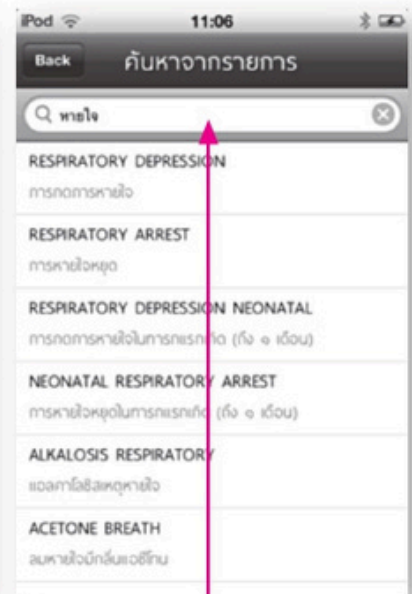 iPod 11:06
Back ค้นหาจากรายการ
หายใจ
RESPIRATORY DEPRESSION
การกดการหายใจ
RESPIRATORY ARREST
การหายใจหยุด
RESPIRATORY DEPRESSION NEONATAL
การกดการหายใจในทารกแรกเกิด (ถึง ๑ เดือน)
NEONATAL RESPIRATORY ARREST
การหายใจหยุดในทารกแรกเกิด (ถึง ๑ เดือน)
ALKALOSIS RESPIRATORY
แอลคาโลซิสเหตุหายใจ
ACETONE BREATH
ลมหายใจมีกลิ่นแอซีโทน